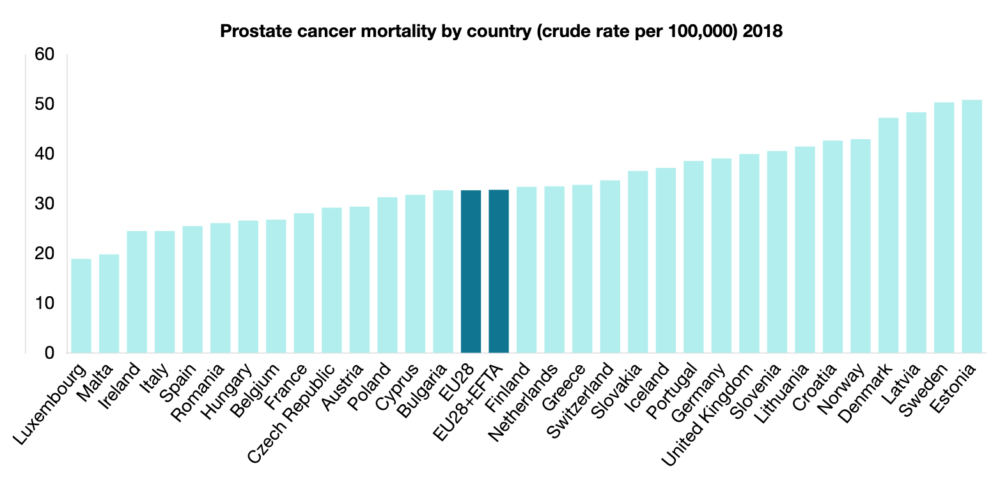 Prostate cancer mortality by country (crude rate per 100,000) 2018
60
50
40
30
20
10
0
Luxembourg
Malta
Ireland
Italy
Spain
Romania
Hungary
Belgium
France
Czech Republic
Austria
Poland
Cyprus
Bulgaria
EU28
EU28+EFTA
Finland
Netherlands
Greece
Switzerland
Slovakia
Iceland
Portugal
Germany
United Kingdom
Slovenia
Lithuania
Croatia
Norway
Denmark
Latvia
Sweden
Estonia